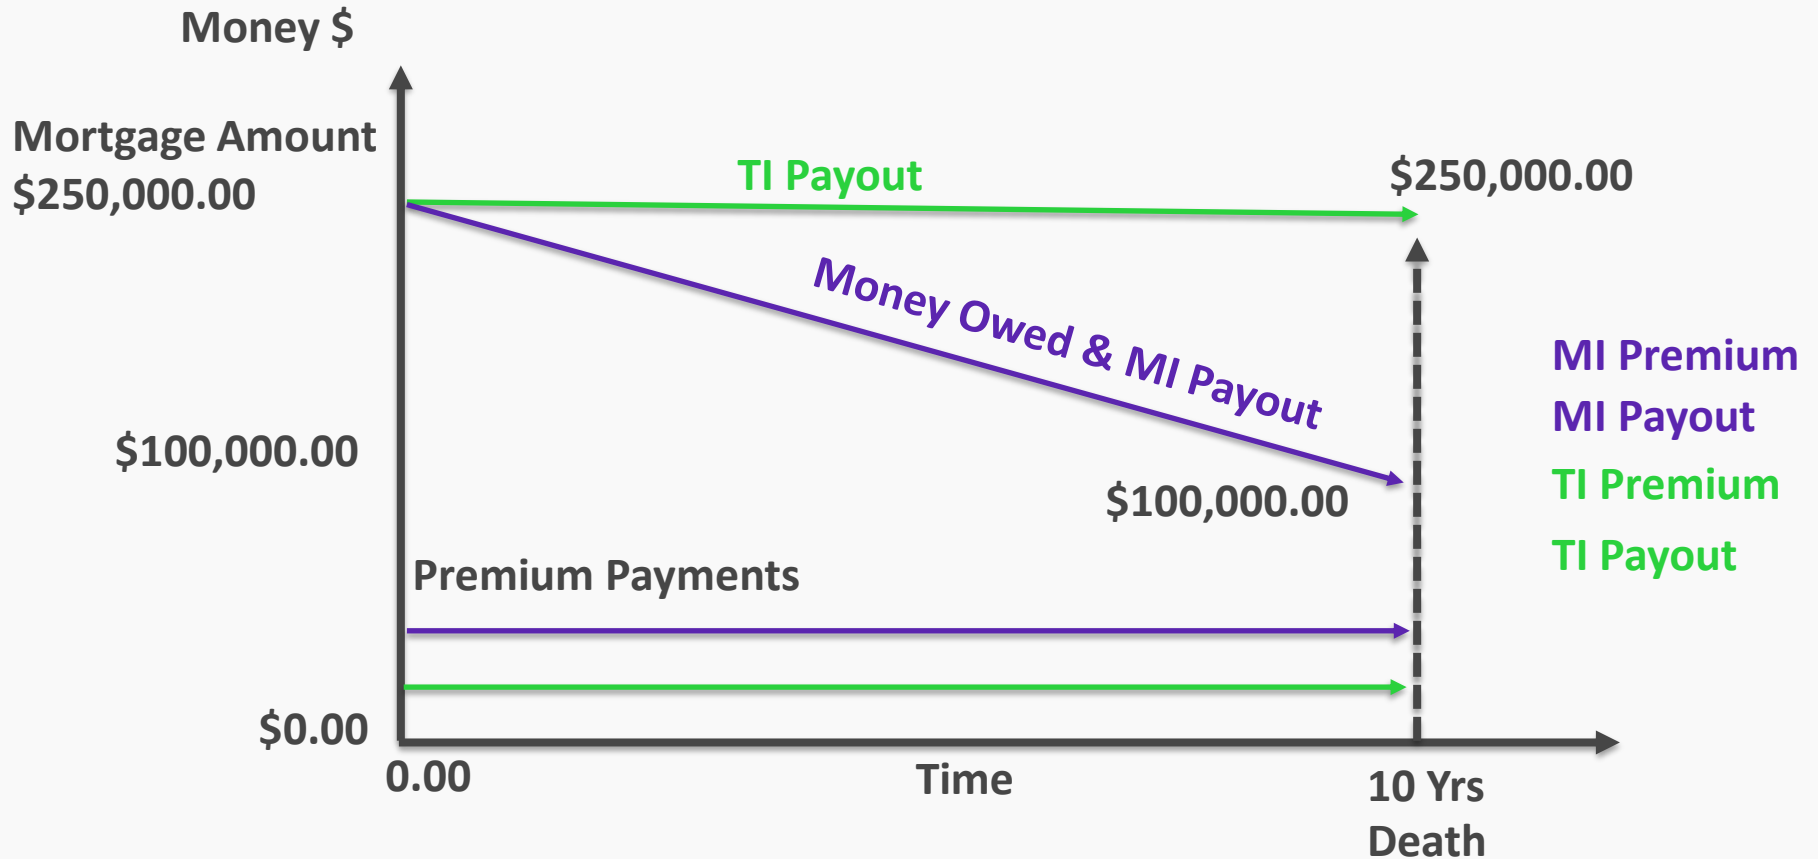 Money $
Mortgage Amount
$250,000.00
TI Payout
$250,000.00
Money Owed & MI Payout
MI Premium
MI Payout
TI Premium
TI Payout
$100,000.00
$100,000.00
Premium Payments
$0.00
0.00
Time
10 Yrs
Death